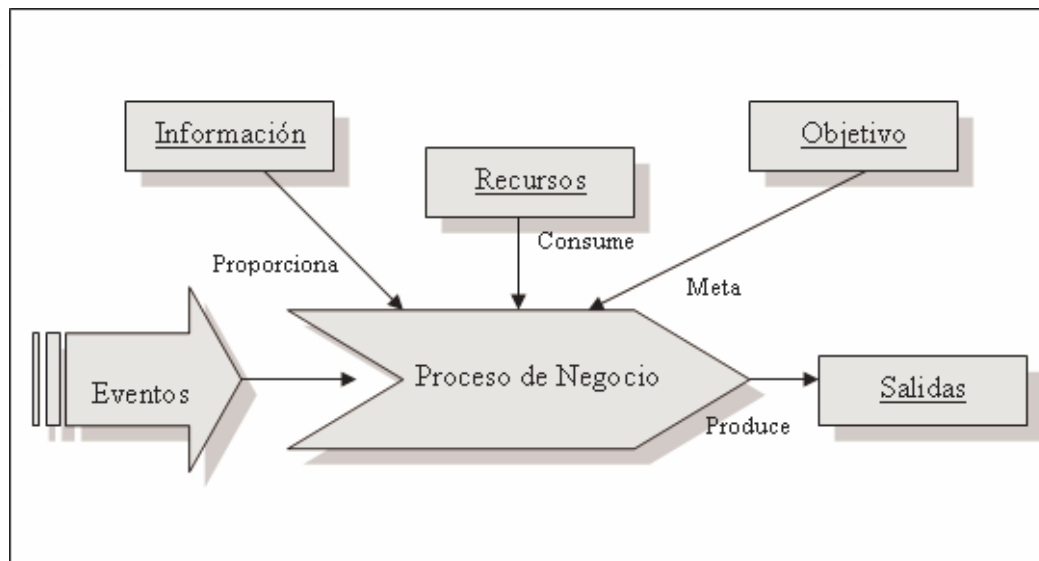 Información
Objetivo
Recursos
Consume
Proporciona
Meta
Eventos
Proceso de Negocio
Salidas
Produce